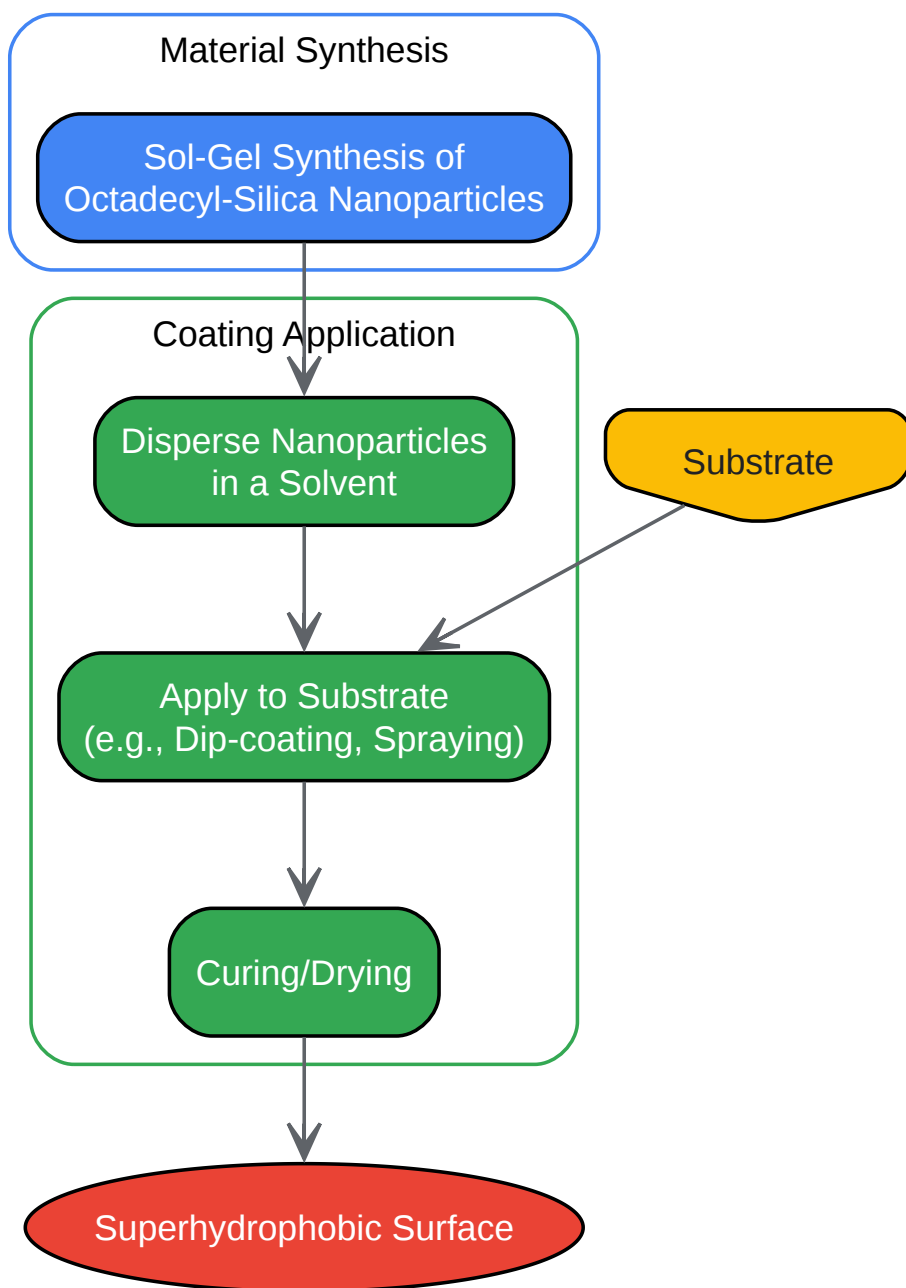 Material Synthesis
Sol-Gel Synthesis of
Octadecyl-Silica Nanoparticles
Coating Application
Disperse Nanoparticles
in a Solvent
Substrate
Apply to Substrate
(e.g., Dip-coating, Spraying)
Curing/Drying
Superhydrophobic Surface